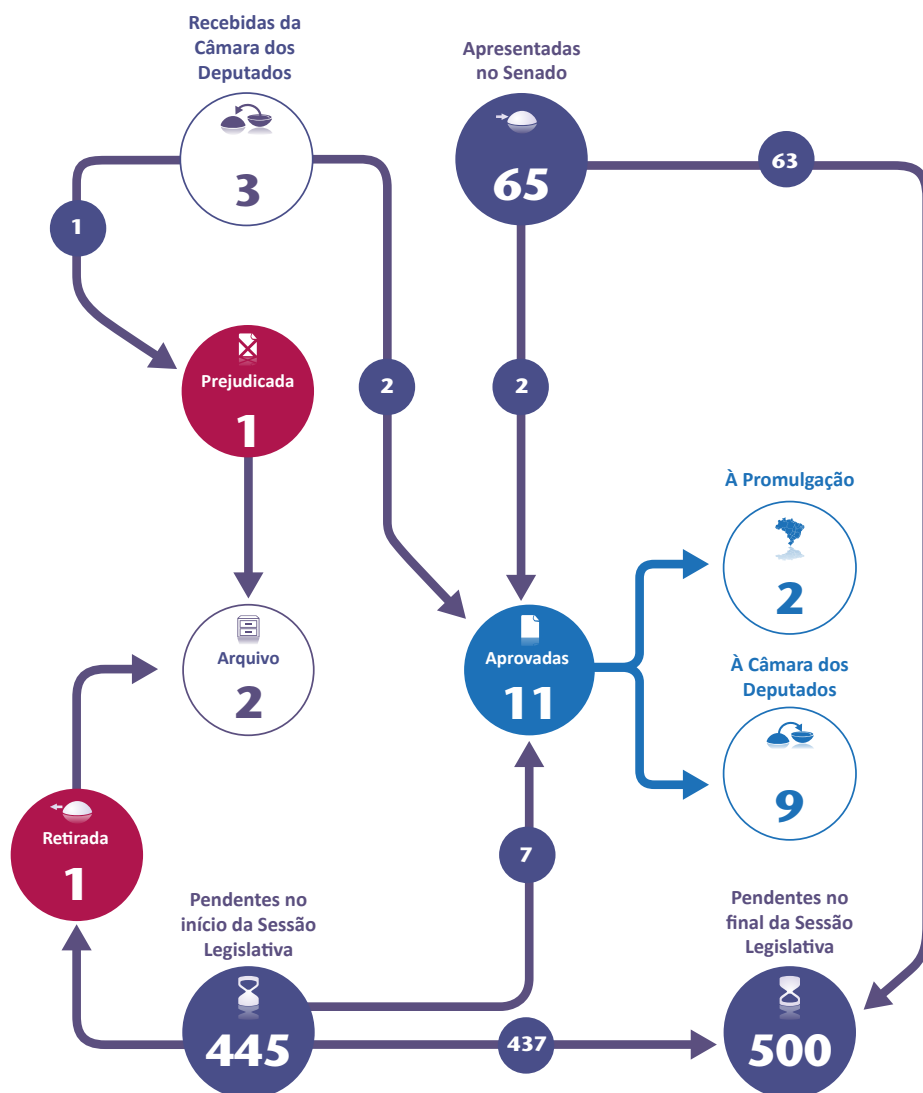 Recebidas da
Câmara dos
Deputados
3
Apresentadas
no Senado
65
63
1
Prejudicada
1
2
2
À Promulgação
2
Arquivo
2
Aprovadas
11
À Câmara dos
Deputados
9
Retirada
1
7
Pendentes no
início da Sessão
Legislativa
445
437
Pendentes no
final da Sessão
Legislativa
500